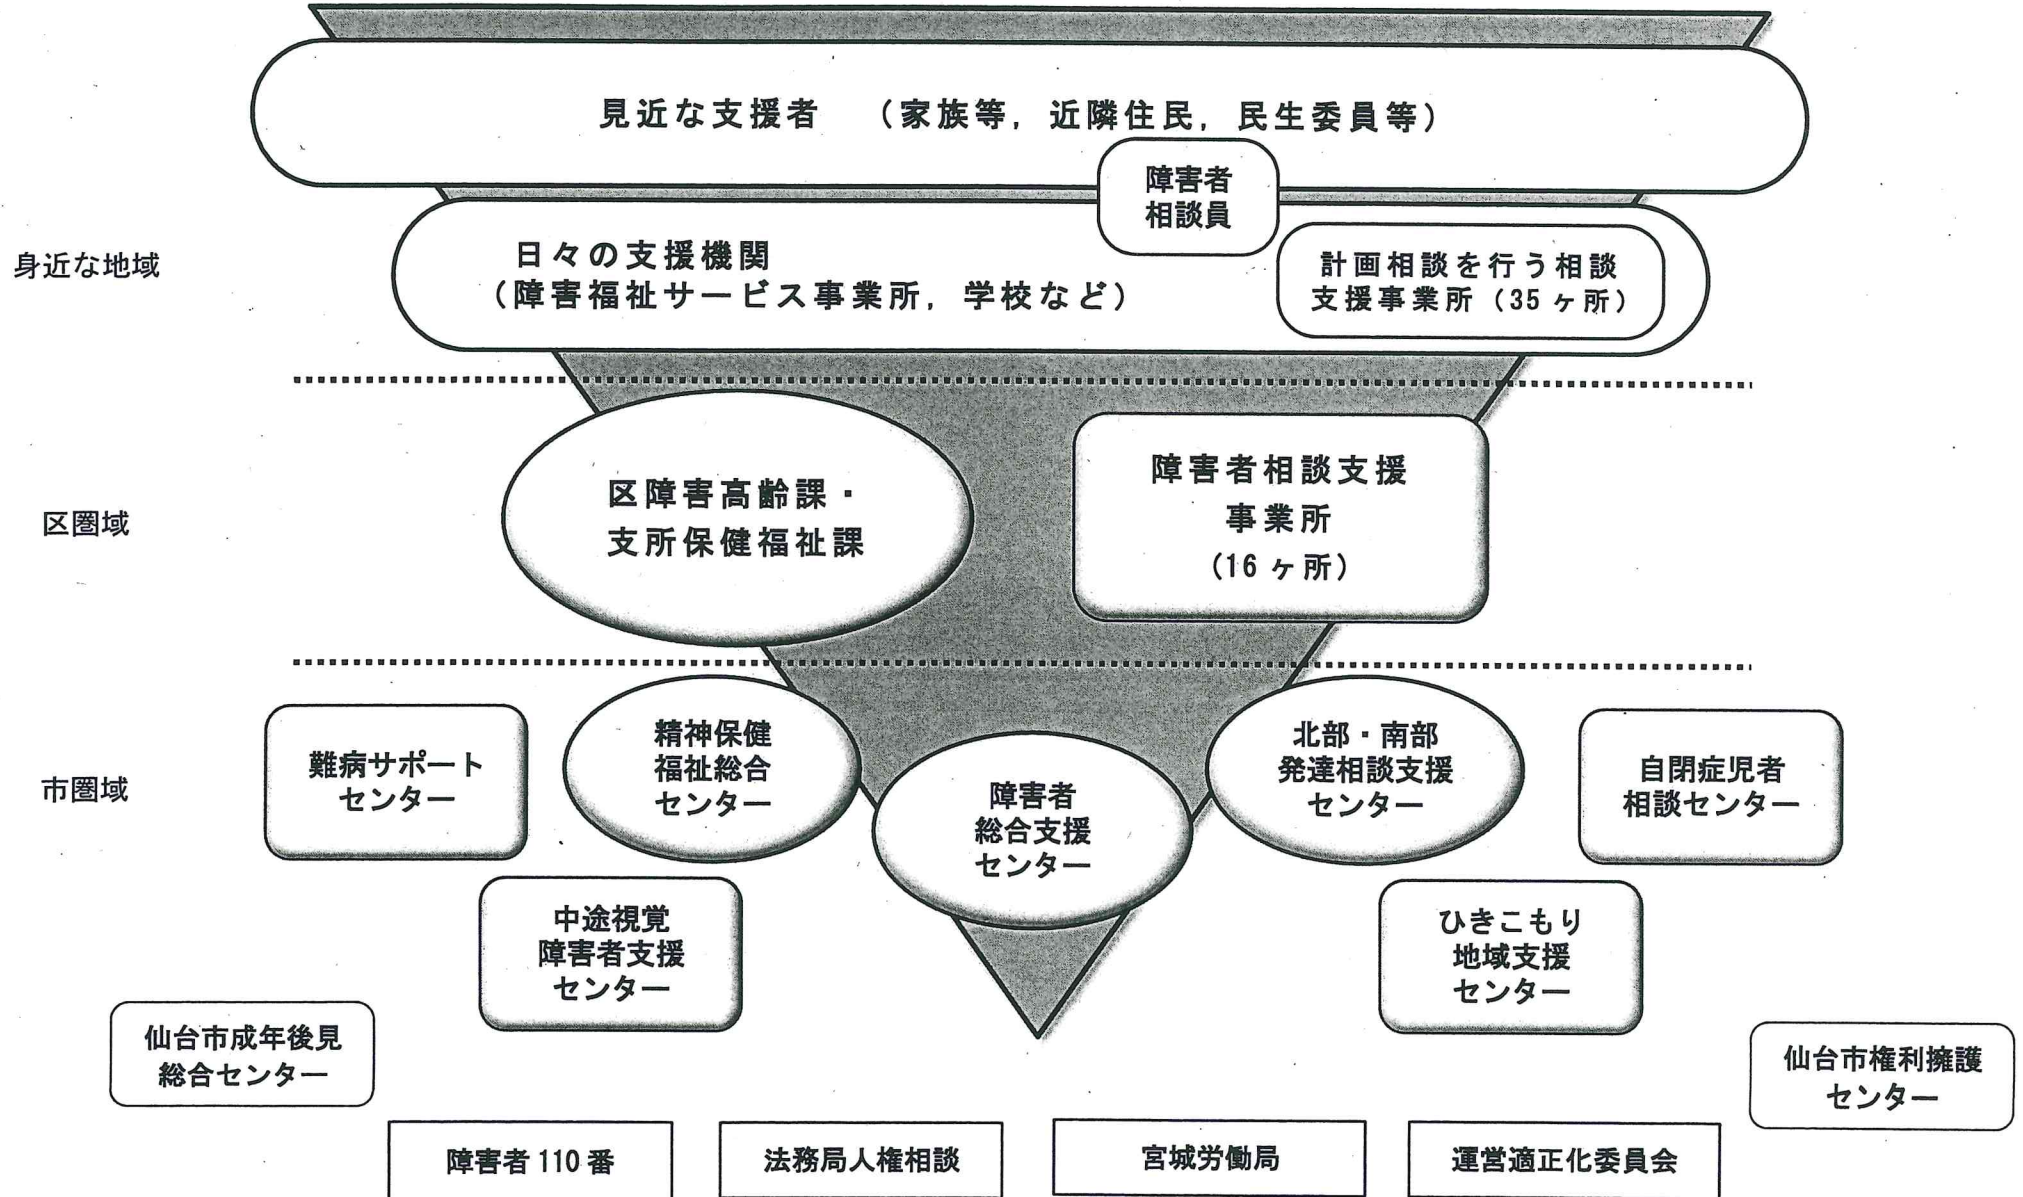 見近な支援者　（家族等，近隣住民，民生委員等）
障害者
相談員
身近な地域
日々の支援機関
（障害福祉サービス事業所，学校など）
計画相談を行う相談
支援事業所（35ヶ所）
区圏域
区障害高齢課・
支所保健福祉課
障害者相談支援
事業所
（16ヶ所）
市圏域
難病サポート
センター
精神保健
福祉総合
センター
障害者
総合支援
センター
北部・南部
発達相談支援
センター
自閉症児者
相談センター
中途視覚
障害者支援
センター
ひきこもり
地域支援
センター
仙台市成年後見
総合センター
仙台市権利擁護
センター
障害者110番
法務局人権相談
宮城労働局
運営適正化委員会